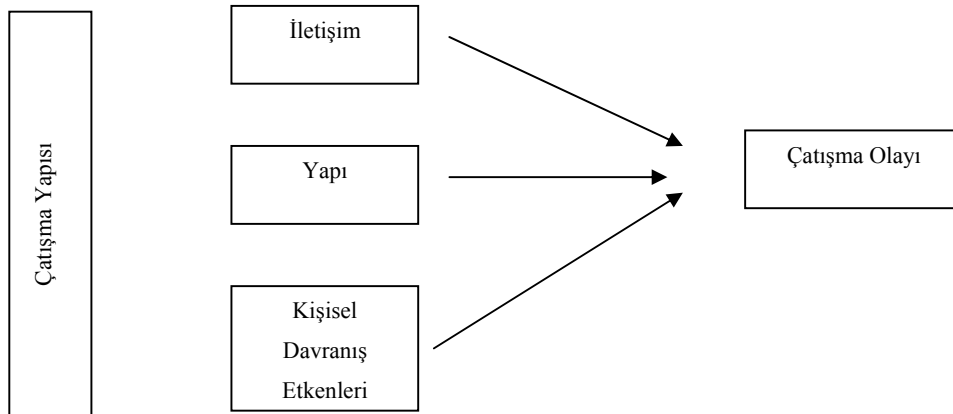 Çatışma Yapısı
İletişim
Yapı
Kişisel
Davranış
Etkenleri
Çatışma Olayı